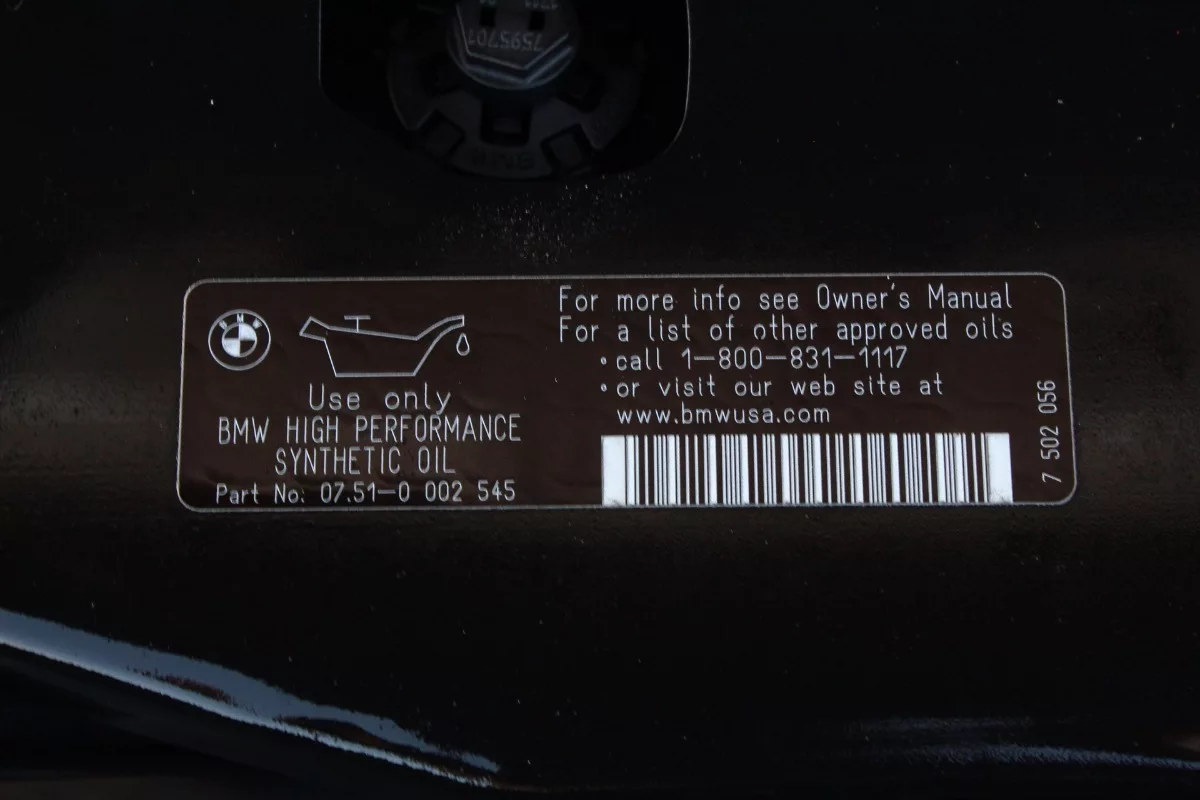 7595707
BMW
Use only
BMW HIGH PERFORMANCE
SYNTHETIC OIL
Part No: 07.51-0 002 545
For more info see Owner's Manual
For a list of other approved oils
• call 1-800-831-1117
• or visit our web site at
www.bmwusa.com
7 502 056